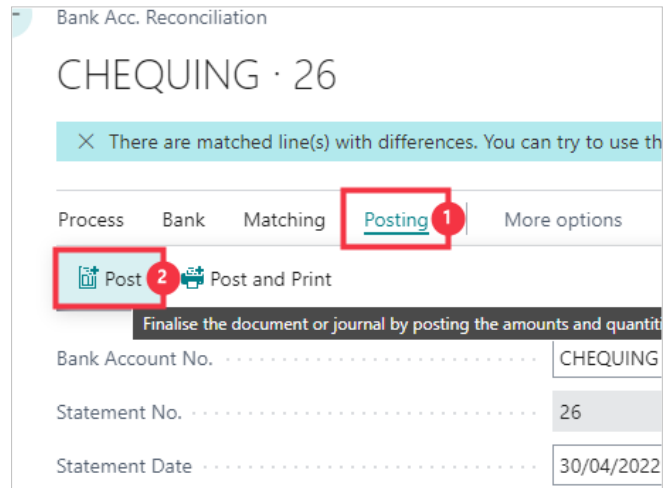 Bank Acc. Reconciliation
CHEQUING · 26
There are matched line(s) with differences. You can try to use th
Process Bank Matching Posting 1 More options
Post 2 Post and Print
Finalise the document or journal by posting the amounts and quantiti
Bank Account No. CHEQUING
Statement No. 26
Statement Date 30/04/2022